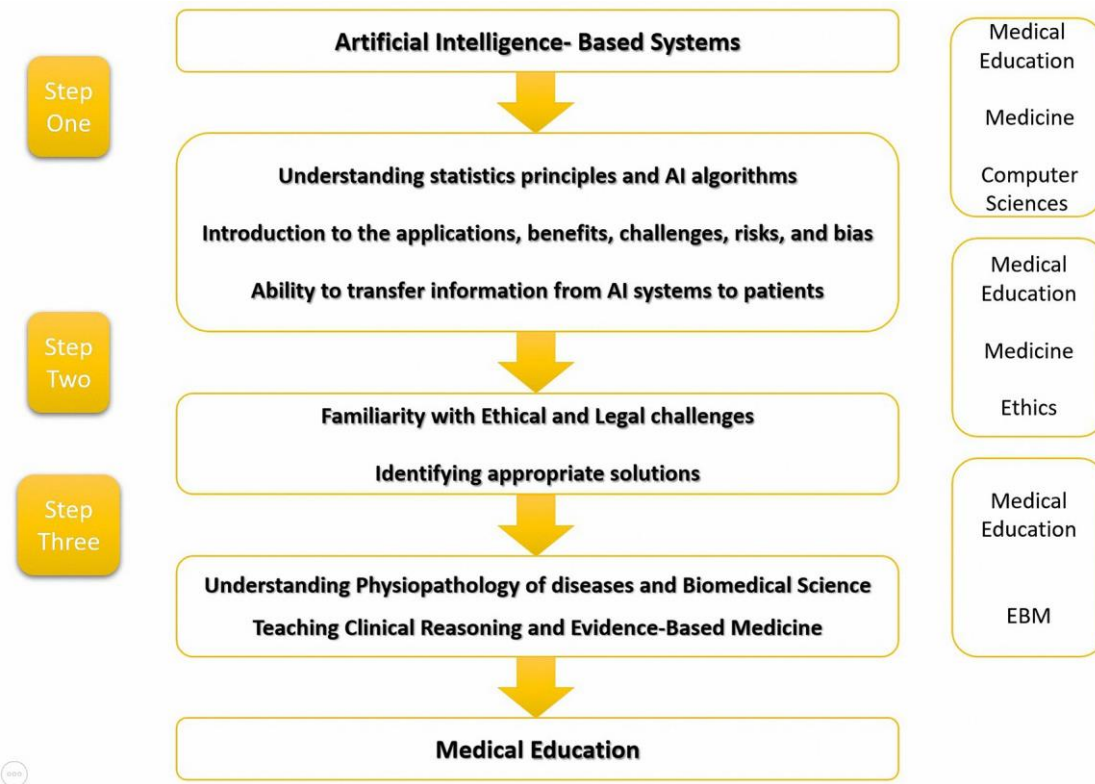 Artificial Intelligence- Based Systems
Step
One
Understanding statistics principles and AI algorithms
Introduction to the applications, benefits, challenges, risks, and bias
Ability to transfer information from AI systems to patients
Medical
Education
Medicine
Computer
Sciences
Step
Two
Familiarity with Ethical and Legal challenges
Identifying appropriate solutions
Medical
Education
Medicine
Ethics
Step
Three
Understanding Physiopathology of diseases and Biomedical Science
Teaching Clinical Reasoning and Evidence-Based Medicine
Medical
Education
EBM
Medical Education